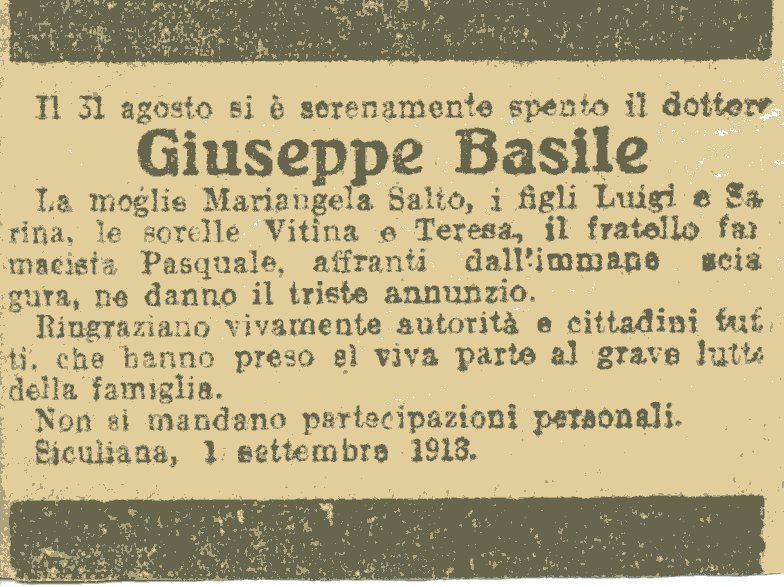 Il 31 agosto si è serenamente spento il dottore
Giuseppe Basile
La moglie Mariangela Salto, i figli Luigi e Sa
rina, le sorelle Vitina e Teresa, il fratello far
macista Pasquale, affranti dall'immane scia
gura, ne danno il triste annunzio.
Ringraziano vivamente autorità e cittadini tut
ti, che hanno preso sì viva parte al grave lutto
della famiglia.
Non si mandano partecipazioni personali.
Siculiana, 1 settembre 1918.